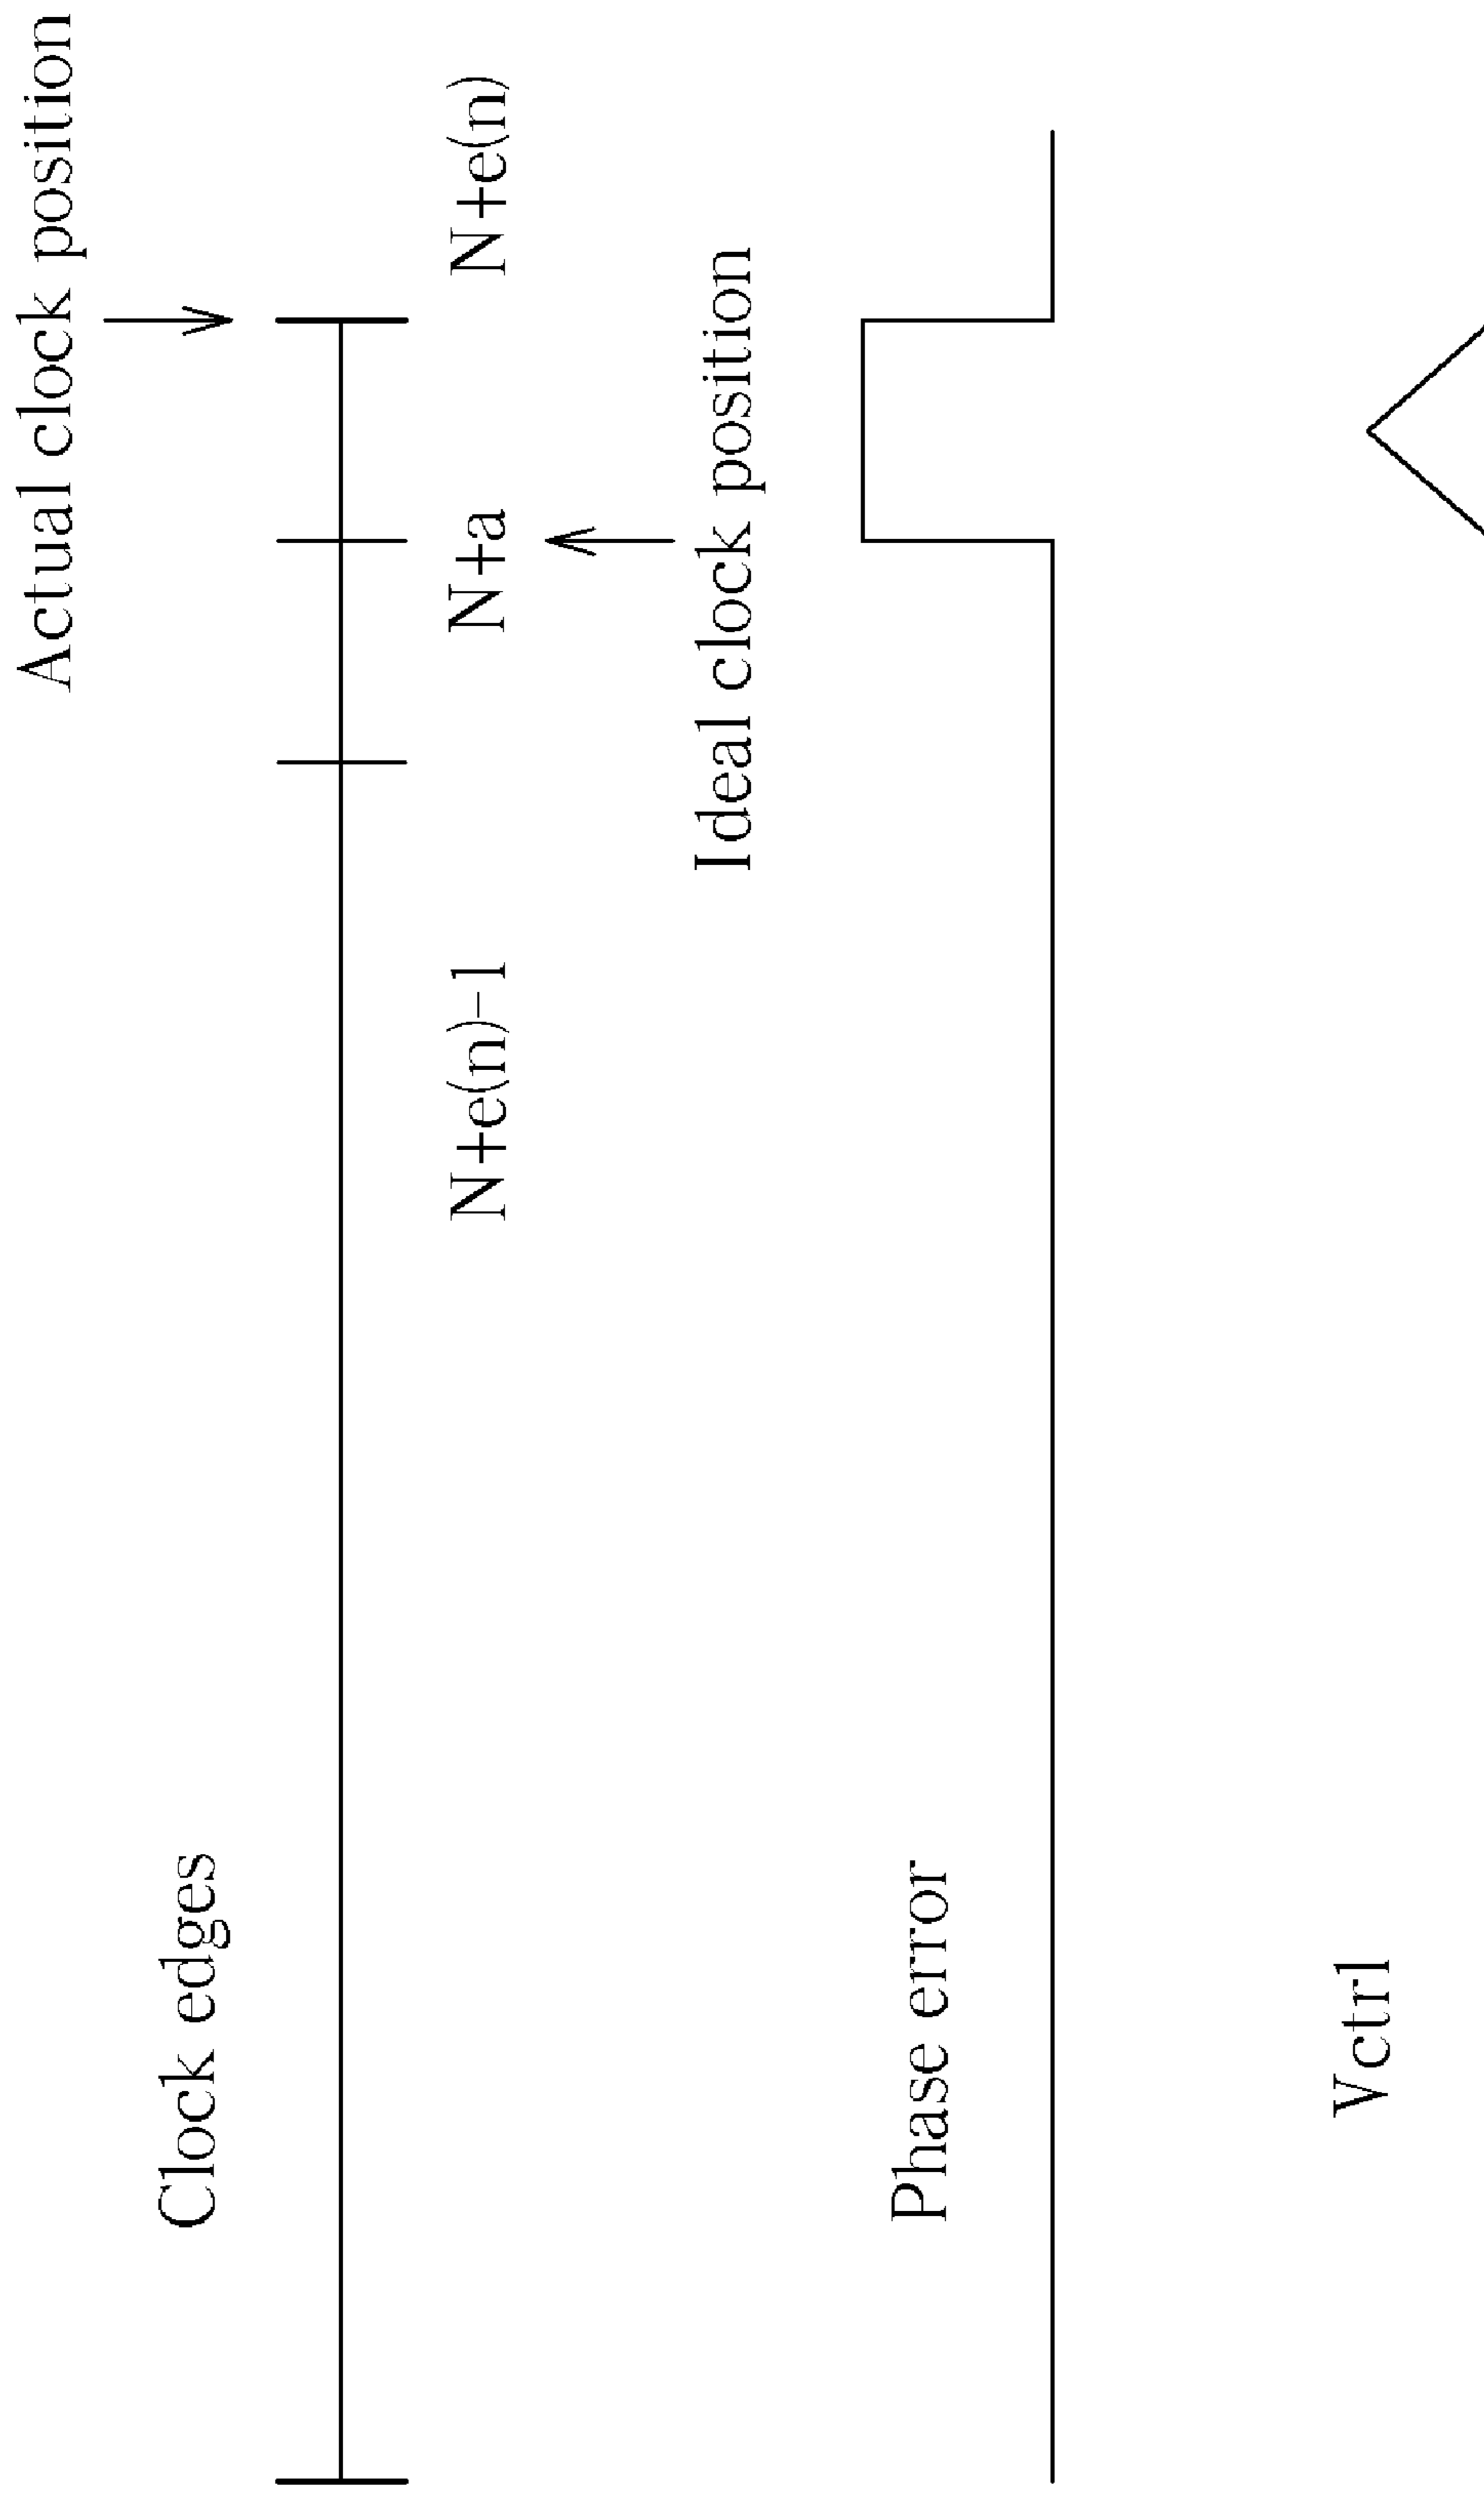 Actual clock position
Clock edges
N+e(n)-1
N+a
N+e(n)
Ideal clock position
Phase error
Vctrl